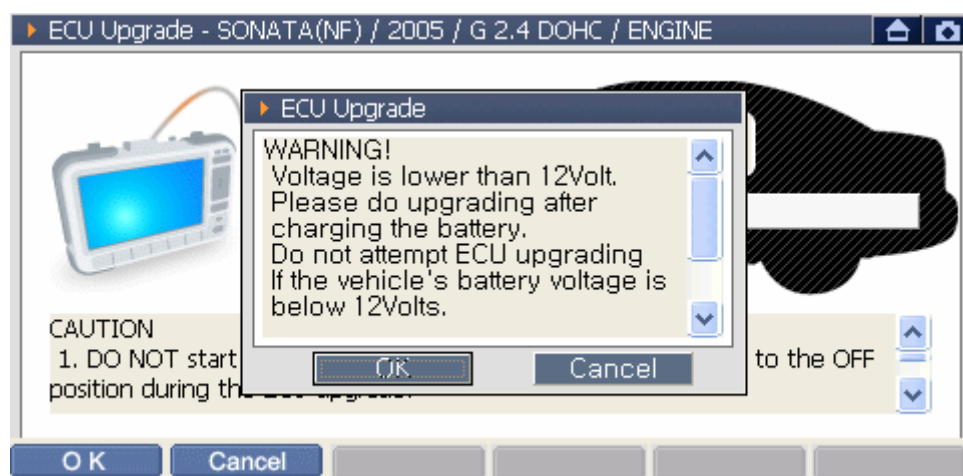 ECU Upgrade - SONATA(NF) / 2005 / G 2.4 DOHC / ENGINE
ECU Upgrade
WARNING!
Voltage is lower than 12Volt.
Please do upgrading after
charging the battery.
Do not attempt ECU upgrading
If the vehicle's battery voltage is
below 12Volts.
OK Cancel
CAUTION
1. DO NOT start to the OFF
position during the
O K Cancel